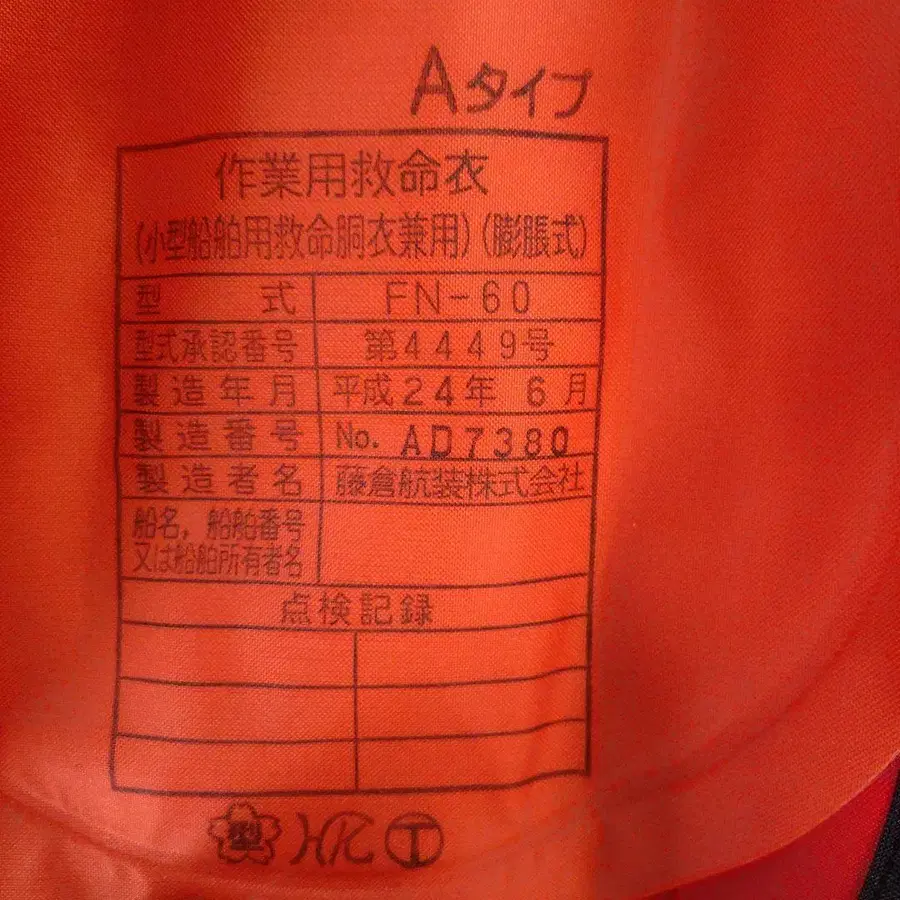 Aタイプ
作業用救命衣
(小型船舶用救命胴衣兼用)(膨脹式)
型式 FN-60
型式承認番号 第4449号
製造年月 平成24年 6月
製造番号 No. AD7380
製造者名 藤倉航装株式会社
船名, 船舶番号
又は船舶所有者名
点検記録
型 HK 工